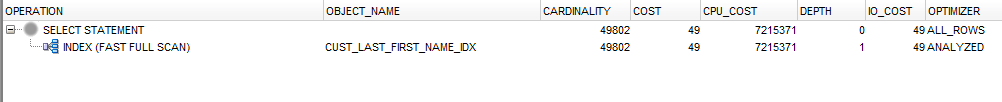 OPERATION OBJECT_NAME CARDINALITY COST CPU_COST DEPTH IO_COST OPTIMIZER
SELECT STATEMENT 49802 49 7215371 0 49 ALL_ROWS
INDEX (FAST FULL SCAN) CUST_LAST_FIRST_NAME_IDX 49802 49 7215371 1 49 ANALYZED